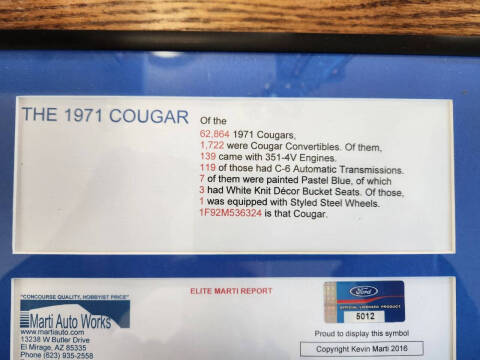 THE 1971 COUGAR
Of the
62,864 1971 Cougars,
1,722 were Cougar Convertibles. Of them,
139 came with 351-4V Engines.
119 of those had C-6 Automatic Transmissions.
7 of them were painted Pastel Blue, of which
3 had White Knit Décor Bucket Seats. Of those,
1 was equipped with Styled Steel Wheels.
1F92M536324 is that Cougar.
"CONCOURSE QUALITY, HOBBYIST PRICE"
Marti Auto Works
www.martiauto.com
13238 W Butler Drive
El Mirage, AZ 85335
Phone (623) 935-2558
ELITE MARTI REPORT
Ford
OFFICIAL LICENSED PRODUCT
5012
Proud to display this symbol
Copyright Kevin Marti 2016